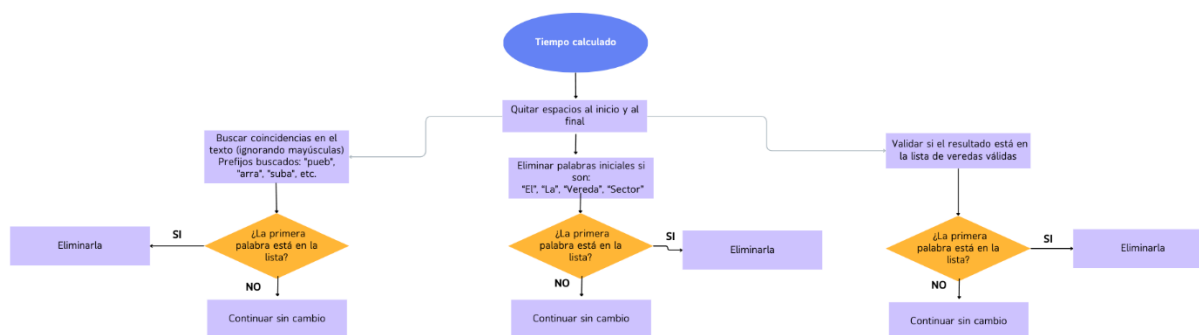 Tiempo calculado
Quitar espacios al inicio y al
final
Buscar coincidencias en el
texto (ignorando mayúsculas)
Prefijos buscados: "pueb",
"arra", "suba", etc.
Eliminar palabras iniciales si
son:
"El", "La", "Vereda", "Sector"
Validar si el resultado está en
la lista de veredas válidas
Eliminarla
SI
¿La primera
palabra está en la
lista?
NO
Continuar sin cambio
¿La primera
palabra está en la
lista?
SI
Eliminarla
NO
Continuar sin cambio
¿La primera
palabra está en la
lista?
SI
Eliminarla
NO
Continuar sin cambio